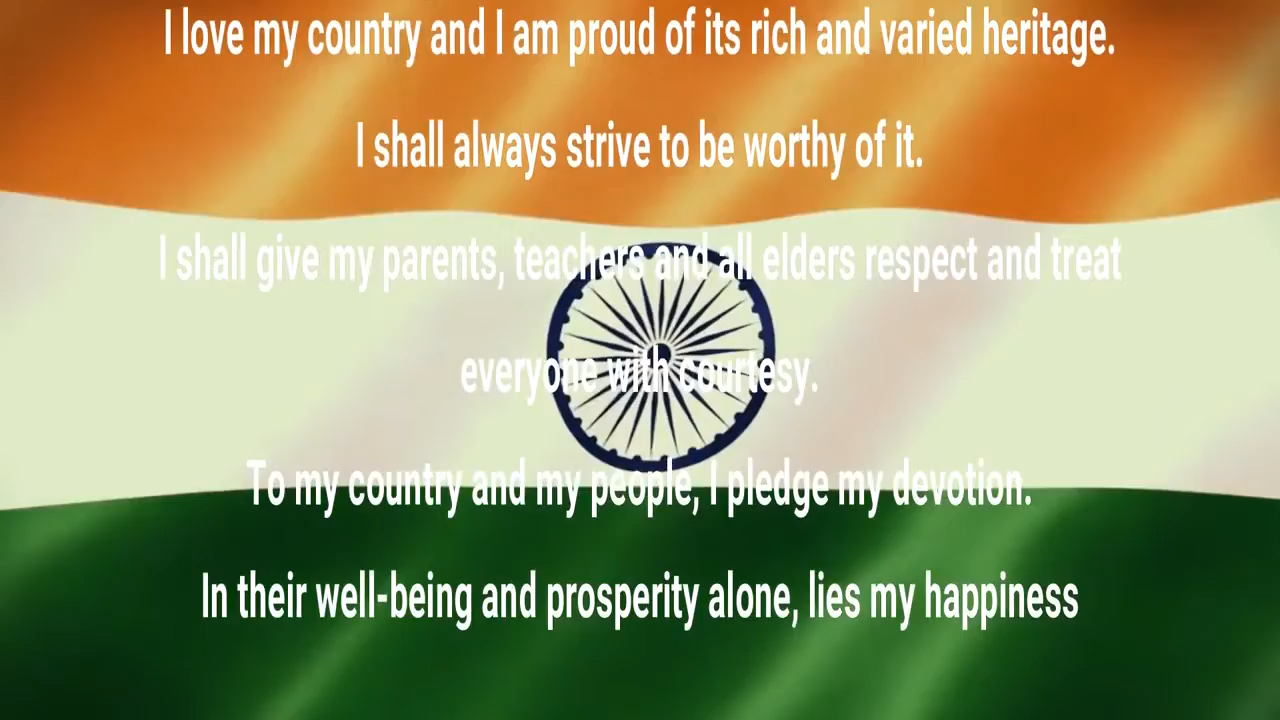 I love my country and I am proud of its rich and varied heritage.
I shall always strive to be worthy of it.
I shall give my parents, teachers and all elders respect and treat
everyone with courtesy.
To my country and my people, I pledge my devotion.
In their well-being and prosperity alone, lies my happiness